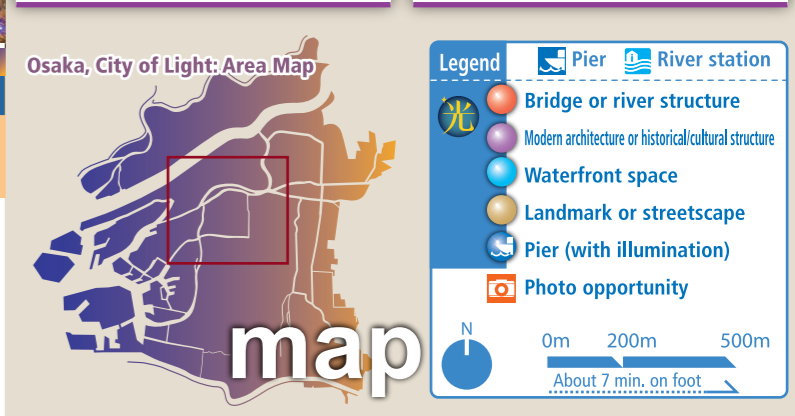 Osaka, City of Light: Area Map
map
Legend
Pier
River station
光
Bridge or river structure
Modern architecture or historical/cultural structure
Waterfront space
Landmark or streetscape
Pier (with illumination)
Photo opportunity
N
0m 200m 500m
About 7 min. on foot